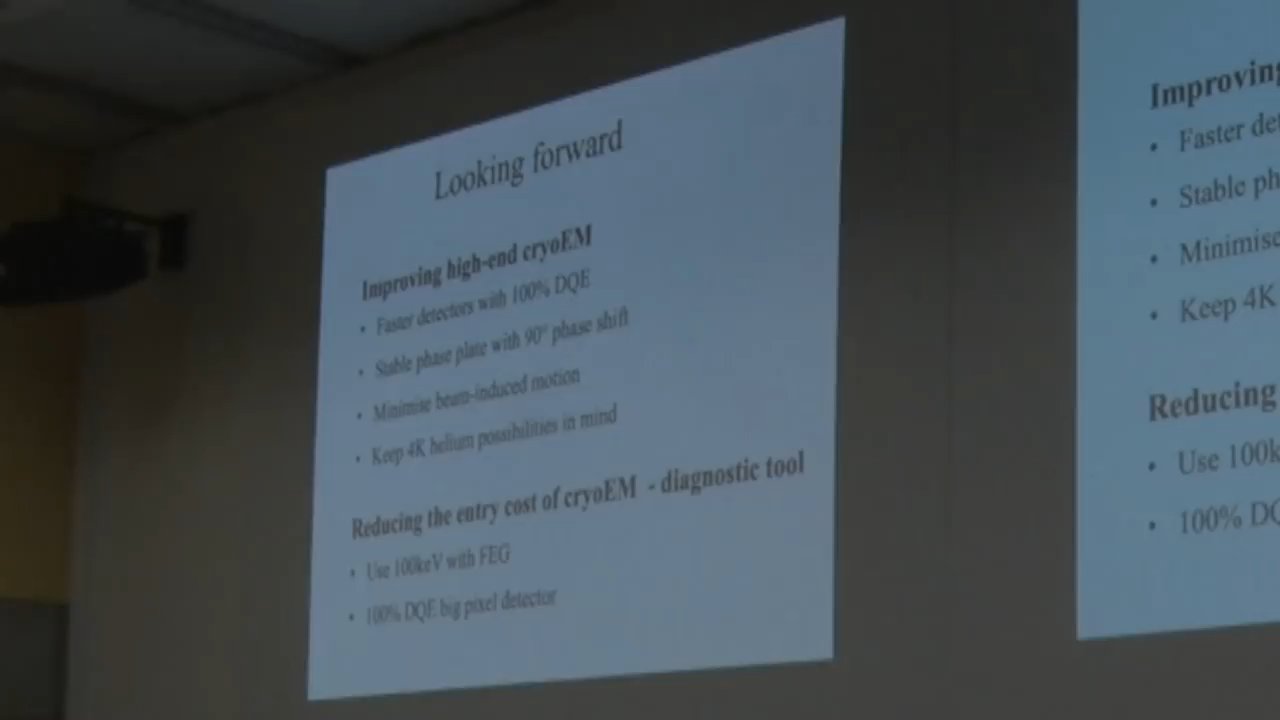 Looking forward
Improving high-end cryoEM
• Faster detectors with 100% DQE
• Stable phase plate with 90° phase shift
• Minimise beam-induced motion
• Keep 4K helium possibilities in mind
Reducing the entry cost of cryoEM - diagnostic tool
• Use 100keV with FEG
• 100% DQE big pixel detector
Improving
• Faster de
• Stable ph
• Minimise
• Keep 4K
Reducing
• Use 100k
• 100% DQ